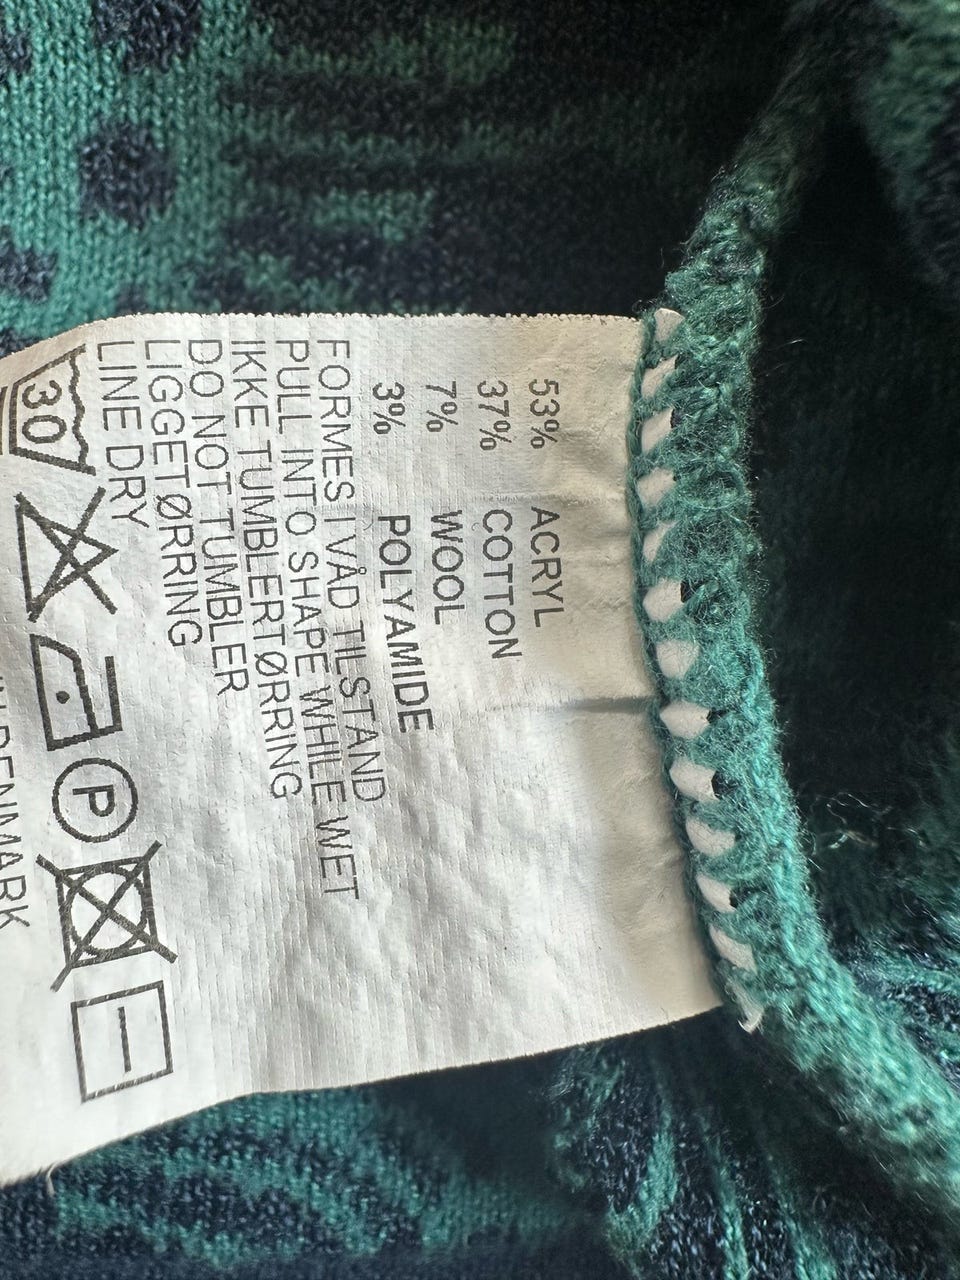 53% ACRYL
37% COTTON
7% WOOL
3% POLYAMIDE
FORMES I VÅD TILSTAND
PULL INTO SHAPE WHILE WET
IKKE TUMBLERTØRRING
DO NOT TUMBLER
LIGGETØRRING
LINE DRY
30 P
DENMARK